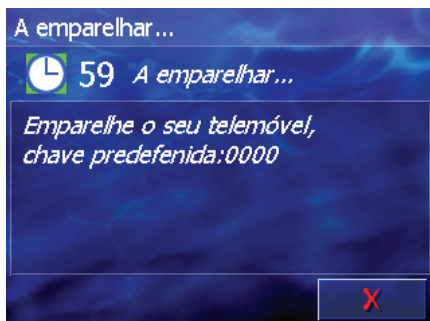 A emparelhar...
59 A emparelhar...
Emparelhe o seu telemóvel,
chave predefenida:0000
X